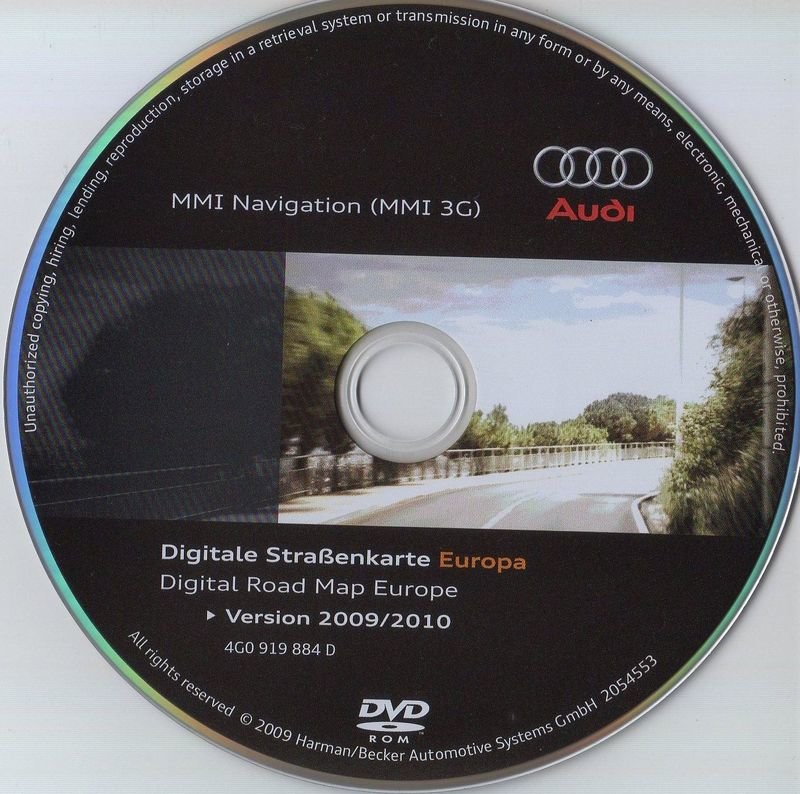 Unauthorized copying, hiring, lending, reproduction, storage in a retrieval system or transmission in any form or by any means, electronic, mechanical or otherwise, prohibited.
Audi
MMI Navigation (MMI 3G)
Digitale Straßenkarte Europa
Digital Road Map Europe
▸ Version 2009/2010
4G0 919 884 D
DVD
ROM
All rights reserved © 2009 Harman/Becker Automotive Systems GmbH 2054553